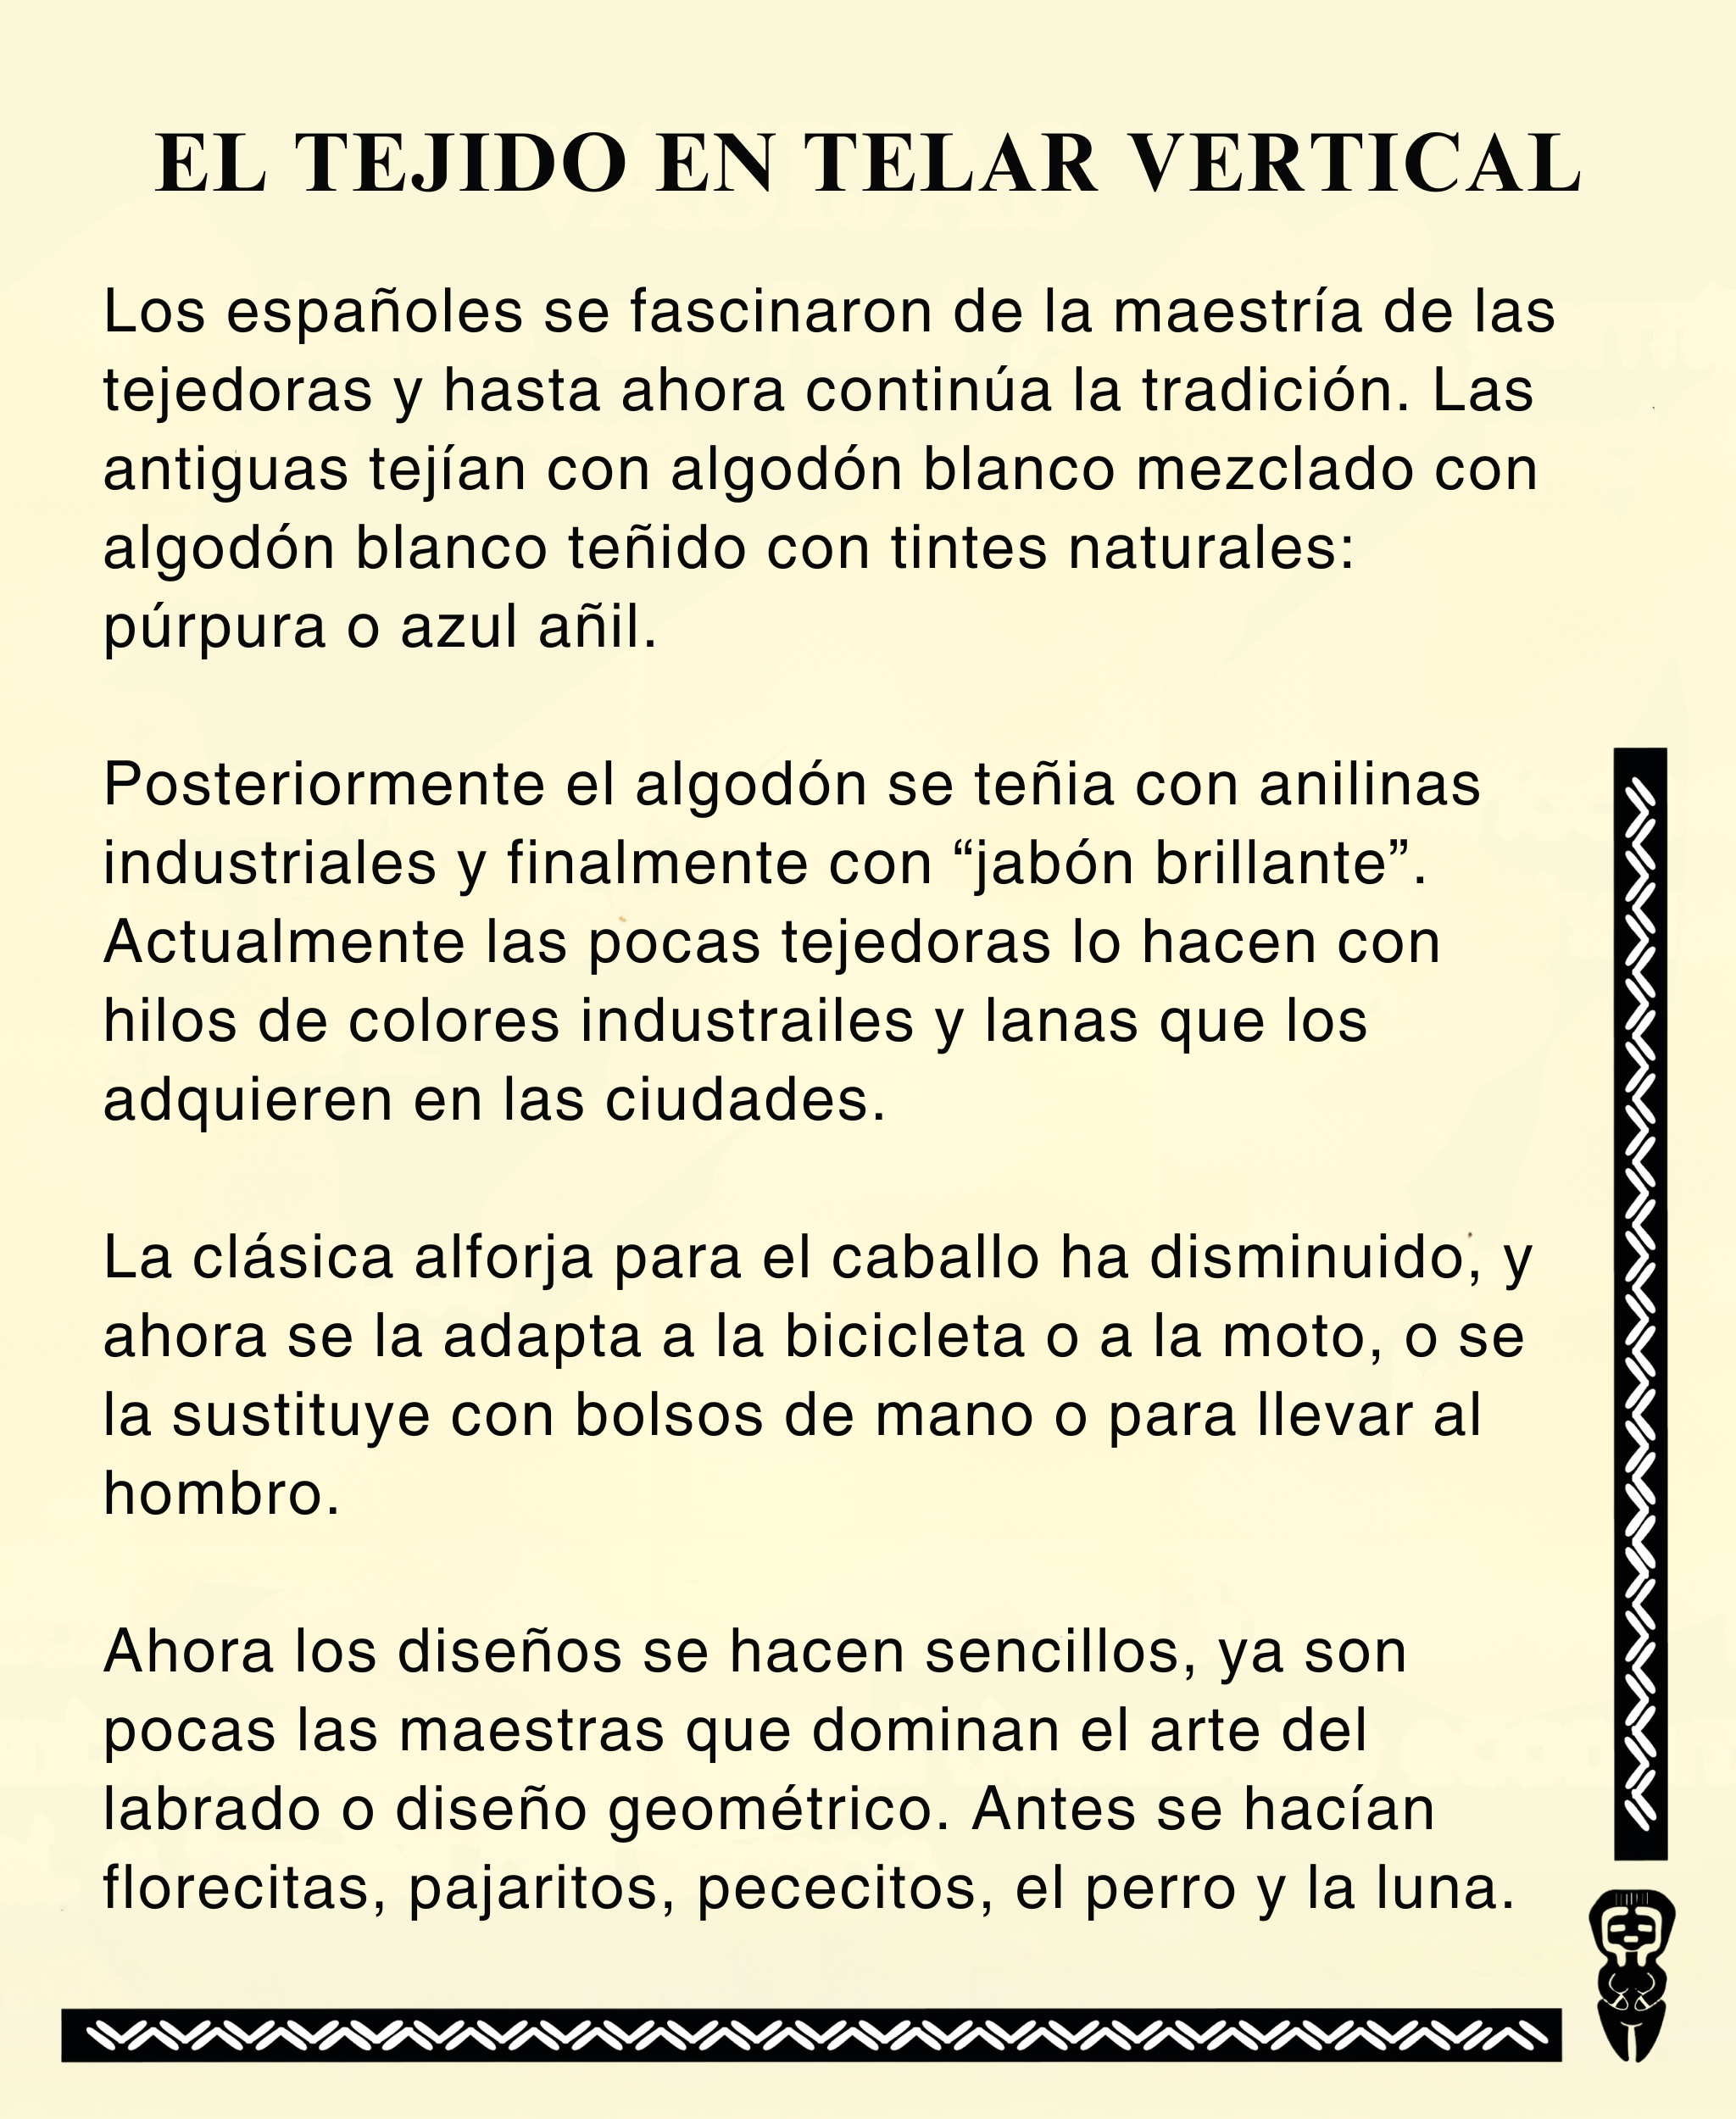 EL TEJIDO EN TELAR VERTICAL
Los españoles se fascinaron de la maestría de las
tejedoras y hasta ahora continúa la tradición. Las
antiguas tejían con algodón blanco mezclado con
algodón blanco teñido con tintes naturales:
púrpura o azul añil.
Posteriormente el algodón se teñia con anilinas
industriales y finalmente con “jabón brillante”.
Actualmente las pocas tejedoras lo hacen con
hilos de colores industrailes y lanas que los
adquieren en las ciudades.
La clásica alforja para el caballo ha disminuido, y
ahora se la adapta a la bicicleta o a la moto, o se
la sustituye con bolsos de mano o para llevar al
hombro.
Ahora los diseños se hacen sencillos, ya son
pocas las maestras que dominan el arte del
labrado o diseño geométrico. Antes se hacían
florecitas, pajaritos, pececitos, el perro y la luna.